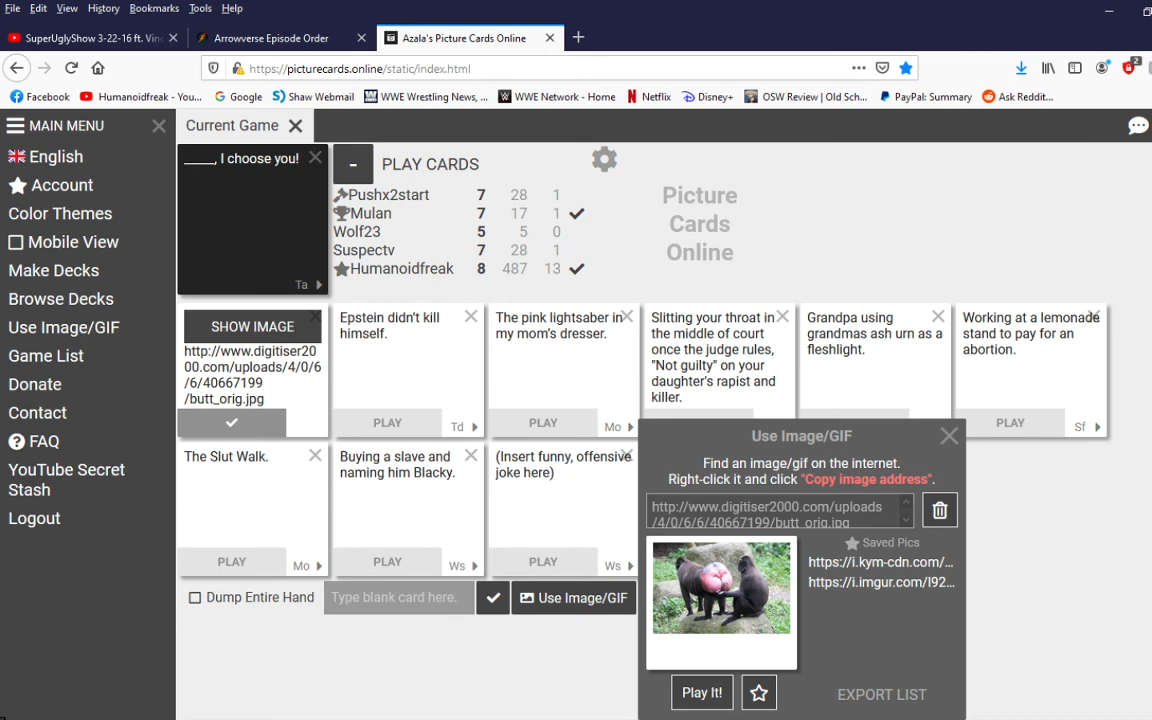 File Edit View History Bookmarks Tools Help
SuperUglyShow 3-22-16 ft. Vin
Arrowverse Episode Order
Azala's Picture Cards Online
https://picturecards.online/static/index.html
2
Facebook
YouTube
Humanoidfreak - You...
Google
Shaw Webmail
WWE Wrestling News, ...
WWE Network - Home
Netflix
Disney+
OSW Review | Old Sch...
PayPal: Summary
Ask Reddit...
MAIN MENU
English
Account
Color Themes
Mobile View
Make Decks
Browse Decks
Use Image/GIF
Game List
Donate
Contact
FAQ
YouTube Secret
Stash
Logout
Current Game
_____, I choose you!
Ta
- PLAY CARDS
Pushx2start 7 28 1
Mulan 7 17 1
Wolf23 5 5 0
Suspectv 7 28 1
Humanoidfreak 8 487 13
Picture
Cards
Online
SHOW IMAGE
http://www.digitiser20
00.com/uploads/4/0/6
/6/40667199
/butt_orig.jpg
Epstein didn't kill
himself.
PLAY Td
The pink lightsaber in
my mom's dresser.
PLAY Mo
Slitting your throat in
the middle of court
once the judge rules,
"Not guilty" on your
daughter's rapist and
killer.
Grandpa using
grandmas ash urn as a
fleshlight.
Working at a lemonade
stand to pay for an
abortion.
PLAY Sf
The Slut Walk.
PLAY Mo
Buying a slave and
naming him Blacky.
PLAY Ws
(Insert funny, offensive
joke here)
PLAY Ws
Dump Entire Hand
Type blank card here.
Use Image/GIF
Use Image/GIF
Find an image/gif on the internet.
Right-click it and click "Copy image address".
http://www.digitiser2000.com/uploads
/4/0/6/6/40667199/butt_orig.jpg
Saved Pics
https://i.kym-cdn.com/...
https://i.imgur.com/I92...
Play It!
EXPORT LIST